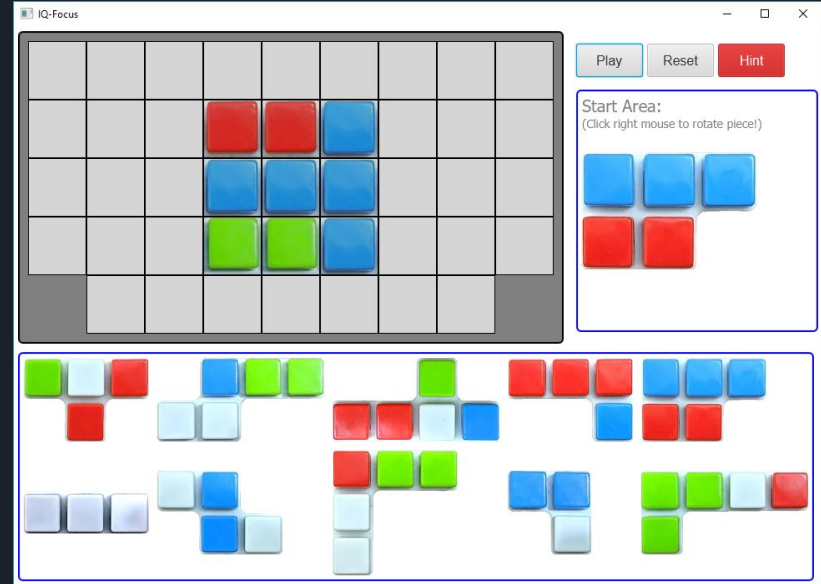 IQ-Focus
Play
Reset
Hint
Start Area:
(Click right mouse to rotate piece!)